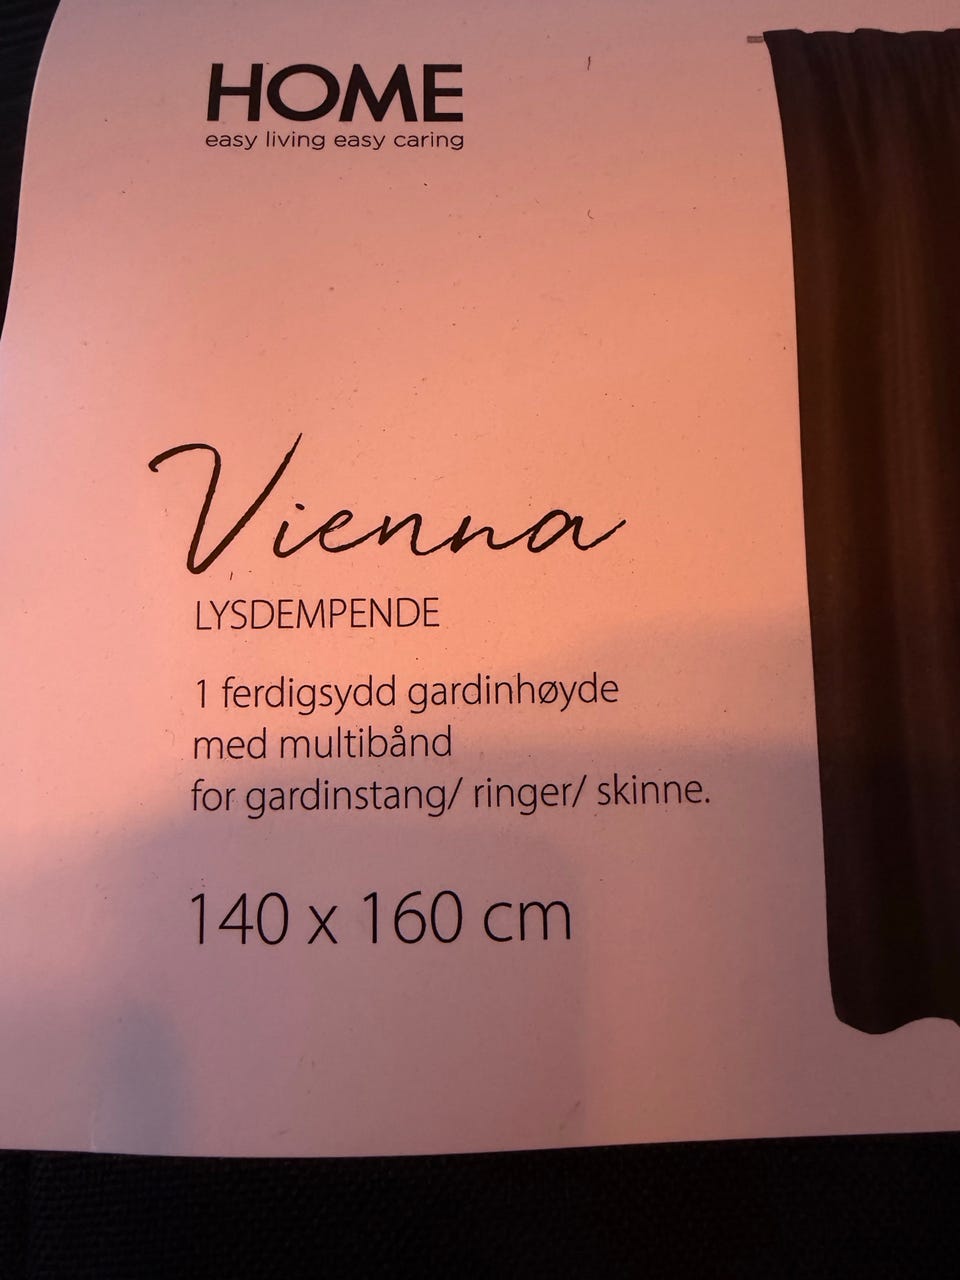 HOME
easy living easy caring
Vienna
LYSDEMPENDE
1 ferdigsydd gardinhøyde
med multibånd
for gardinstang/ ringer/ skinne.
140 x 160 cm